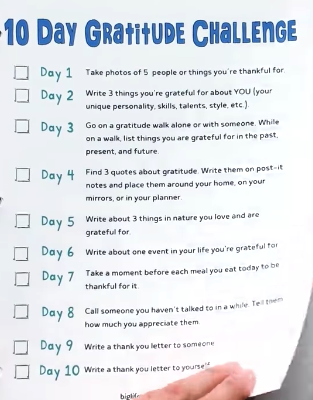 10 Day Gratitude Challenge
Day 1 Take photos of 5 people or things you're thankful for.
Day 2 Write 3 things you're grateful for about YOU (your
unique personality, skills, talents, style, etc.).
Day 3 Go on a gratitude walk alone or with someone. While
on a walk, list things you are grateful for in the past,
present, and future.
Day 4 Find 3 quotes about gratitude. Write them on post-it
notes and place them around your home, on your
mirrors, or in your planner.
Day 5 Write about 3 things in nature you love and are
grateful for.
Day 6 Write about one event in your life you're grateful for
Day 7 Take a moment before each meal you eat today to be
thankful for it.
Day 8 Call someone you haven't talked to in a while. Tell them
how much you appreciate them.
Day 9 Write a thank you letter to someone
Day 10 Write a thank you letter to yourself